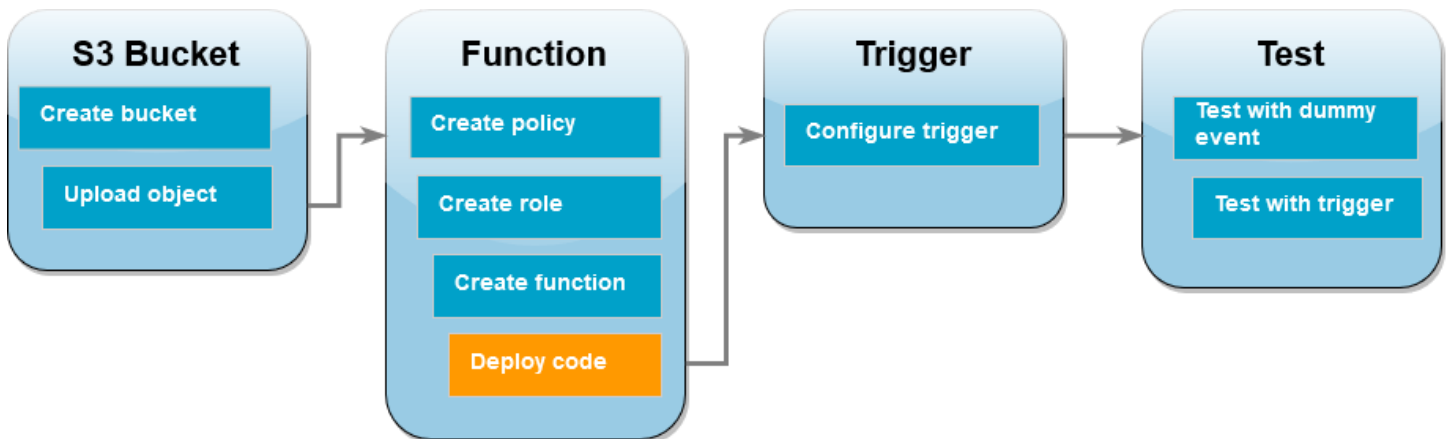 S3 Bucket
Create bucket
Upload object
Function
Create policy
Create role
Create function
Deploy code
Trigger
Configure trigger
Test
Test with dummy
event
Test with trigger